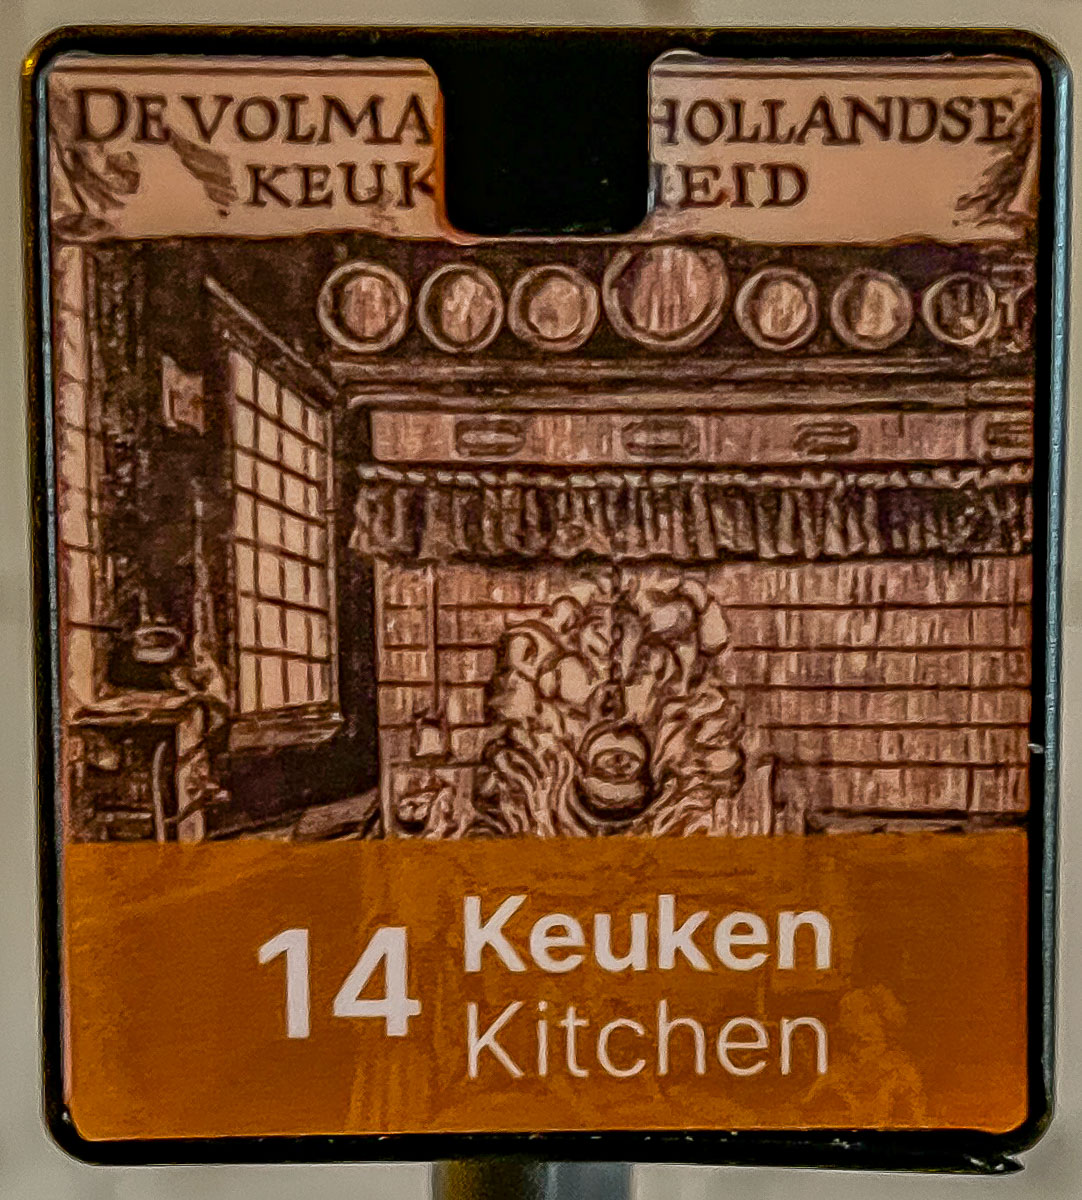 DE VOLMA HOLLANDSE
KEUK EID
14 Keuken
Kitchen